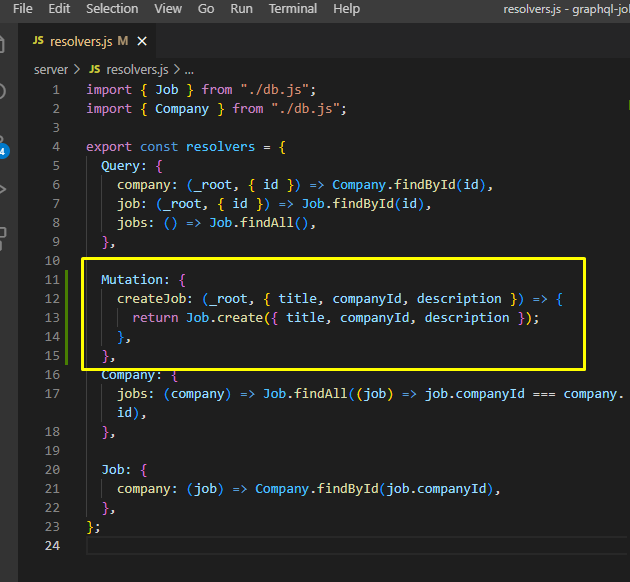 File Edit Selection View Go Run Terminal Help resolvers.js - graphql-jol
JS resolvers.js M ×
server > JS resolvers.js > ...
1 import { Job } from "./db.js";
2 import { Company } from "./db.js";
3
4 export const resolvers = {
5 Query: {
6 company: (_root, { id }) => Company.findById(id),
7 job: (_root, { id }) => Job.findById(id),
8 jobs: () => Job.findAll(),
9 },
10
11 Mutation: {
12 createJob: (_root, { title, companyId, description }) => {
13 return Job.create({ title, companyId, description });
14 },
15 },
16 Company: {
17 jobs: (company) => Job.findAll((job) => job.companyId === company.
id),
18 },
19
20 Job: {
21 company: (job) => Company.findById(job.companyId),
22 },
23 };
24
4